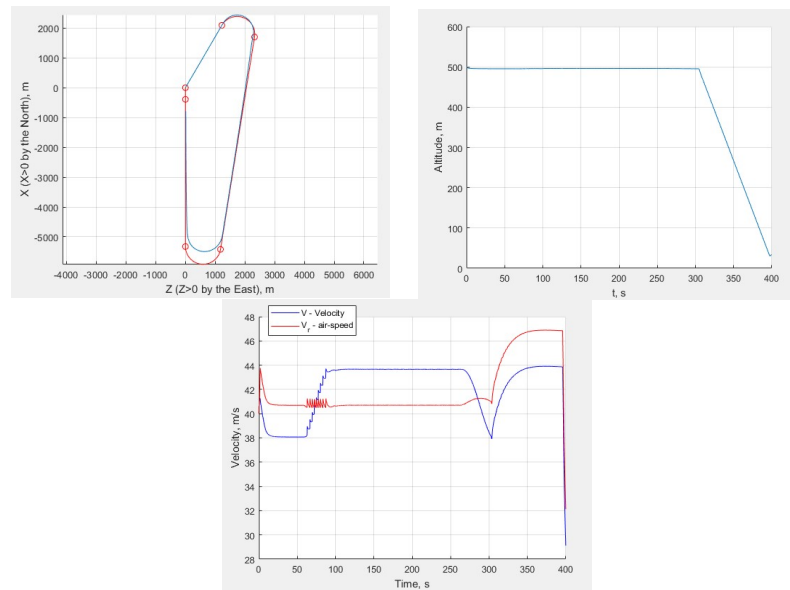 2000
1000
0
-1000
-2000
-3000
-4000
-5000
X (X>0 by the North), m
-4000 -3000 -2000 -1000 0 1000 2000 3000 4000 5000 6000
Z (Z>0 by the East), m
600
500
400
300
200
100
0
Altitude, m
0 50 100 150 200 250 300 350 400
t, s
V - Velocity
V_r - air-speed
48
46
44
42
40
38
36
34
32
30
28
Velocity, m/s
0 50 100 150 200 250 300 350 400
Time, s